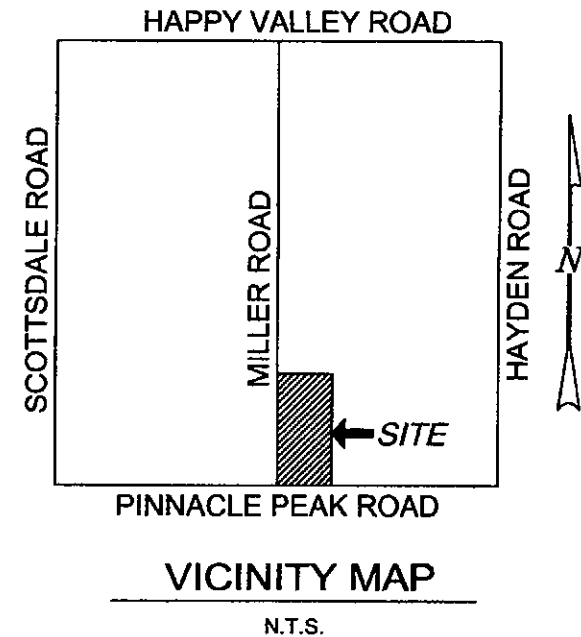 HAPPY VALLEY ROAD
SCOTTSDALE ROAD
MILLER ROAD
HAYDEN ROAD
N
SITE
PINNACLE PEAK ROAD
VICINITY MAP
N.T.S.